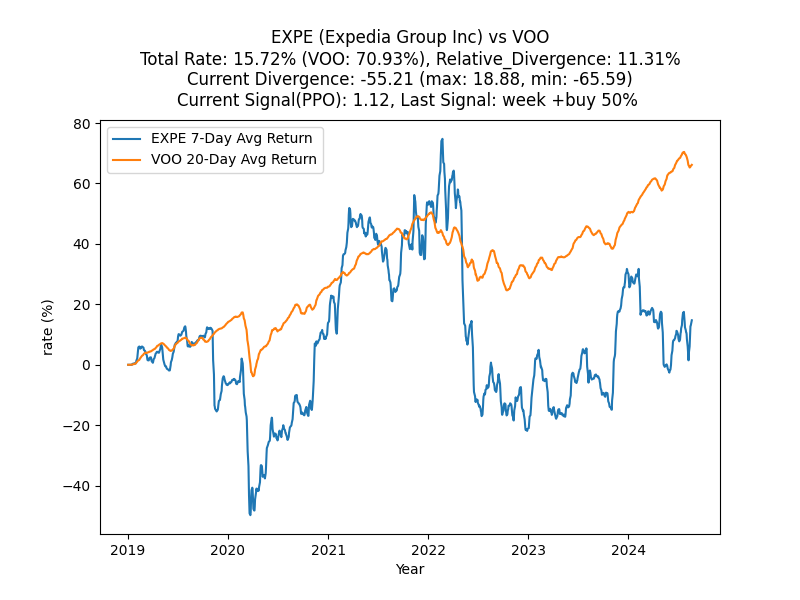 EXPE (Expedia Group Inc) vs VOO
Total Rate: 15.72% (VOO: 70.93%), Relative_Divergence: 11.31%
Current Divergence: -55.21 (max: 18.88, min: -65.59)
Current Signal(PPO): 1.12, Last Signal: week +buy 50%
EXPE 7-Day Avg Return
VOO 20-Day Avg Return
80
60
40
20
0
−20
−40
rate (%)
2019 2020 2021 2022 2023 2024
Year